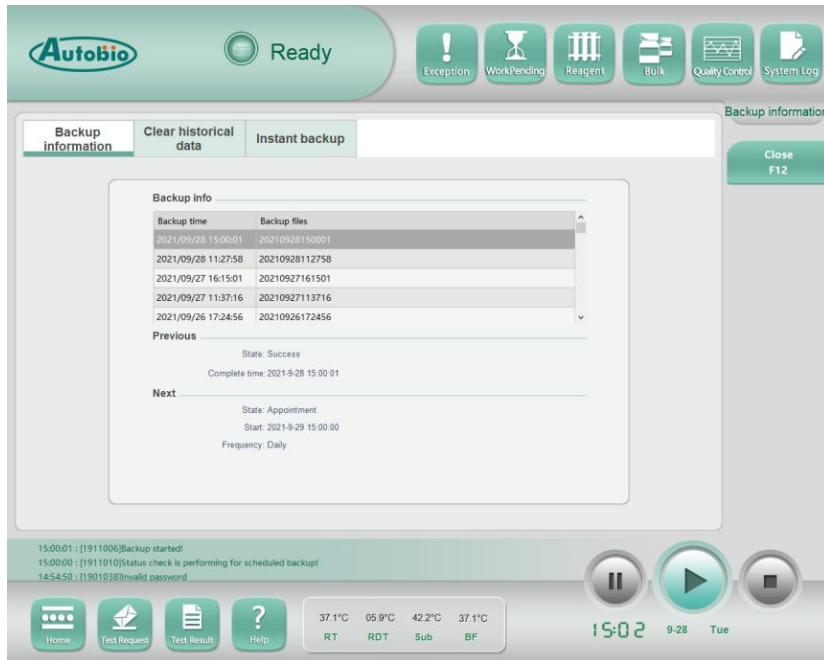 Autobio
Ready
Exception
WorkPending
Reagent
Bulk
Quality Control
System Log
Backup information
Backup information
Clear historical data
Instant backup
Close
F12
Backup info
Backup time Backup files
2021/09/28 15:00:01 20210928150001
2021/09/28 11:27:58 20210928112758
2021/09/27 16:15:01 20210927161501
2021/09/27 11:37:16 20210927113716
2021/09/26 17:24:56 20210926172456
Previous
State: Success
Complete time: 2021-9-28 15:00:01
Next
State: Appointment
Start: 2021-9-29 15:00:00
Frequency: Daily
15:00:01 : [1911006]Backup started!
15:00:00 : [1911010]Status check is performing for scheduled backup!
14:54:50 : [1901038]Invalid password
Home
Test Request
Test Result
?
Help
37.1°C 05.9°C 42.2°C 37.1°C
RT RDT Sub BF
15:02 9-28 Tue